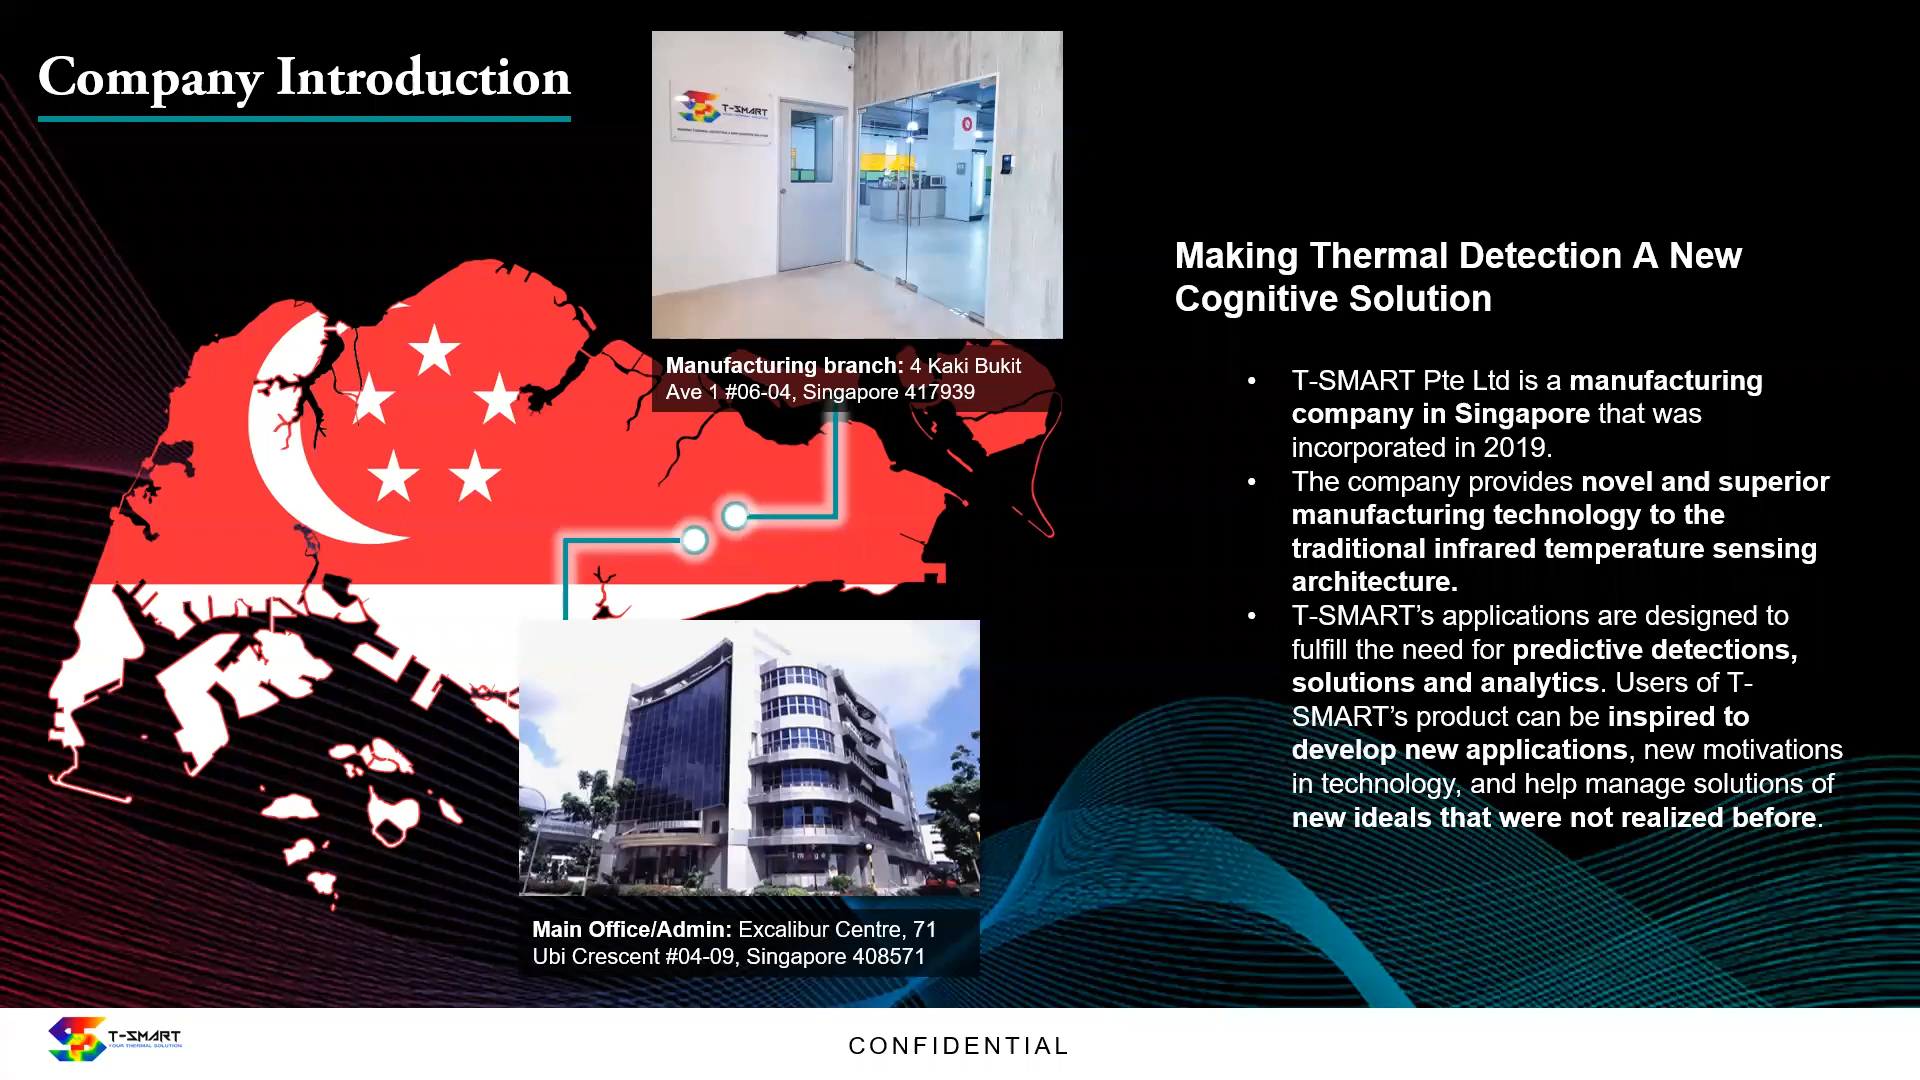 Company Introduction
T-SMART
Manufacturing branch: 4 Kaki Bukit
Ave 1 #06-04, Singapore 417939
Making Thermal Detection A New
Cognitive Solution
• T-SMART Pte Ltd is a manufacturing
company in Singapore that was
incorporated in 2019.
• The company provides novel and superior
manufacturing technology to the
traditional infrared temperature sensing
architecture.
• T-SMART’s applications are designed to
fulfill the need for predictive detections,
solutions and analytics. Users of T-
SMART’s product can be inspired to
develop new applications, new motivations
in technology, and help manage solutions of
new ideals that were not realized before.
Main Office/Admin: Excalibur Centre, 71
Ubi Crescent #04-09, Singapore 408571
T-SMART
YOUR THERMAL SOLUTION
CONFIDENTIAL